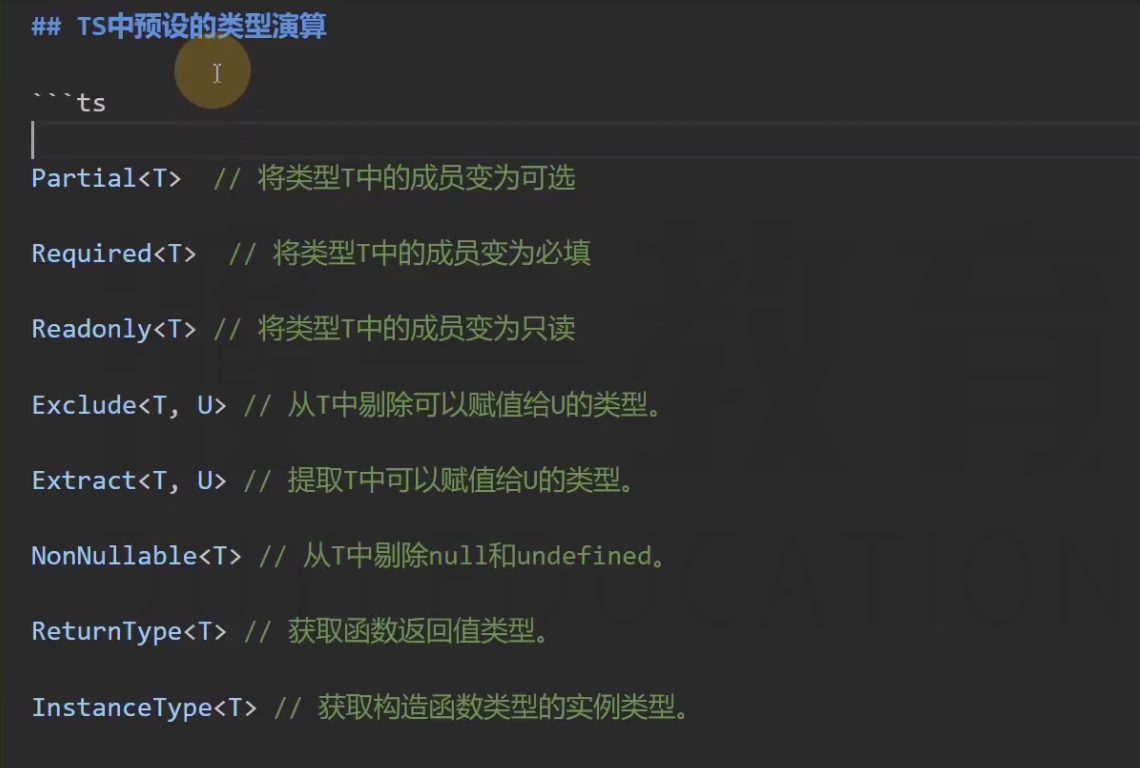 ## TS中预设的类型演算
```ts
Partial<T>  // 将类型T中的成员变为可选
Required<T>  // 将类型T中的成员变为必填
Readonly<T> // 将类型T中的成员变为只读
Exclude<T, U> // 从T中剔除可以赋值给U的类型。
Extract<T, U> // 提取T中可以赋值给U的类型。
NonNullable<T> // 从T中剔除null和undefined。
ReturnType<T> // 获取函数返回值类型。
InstanceType<T> // 获取构造函数类型的实例类型。